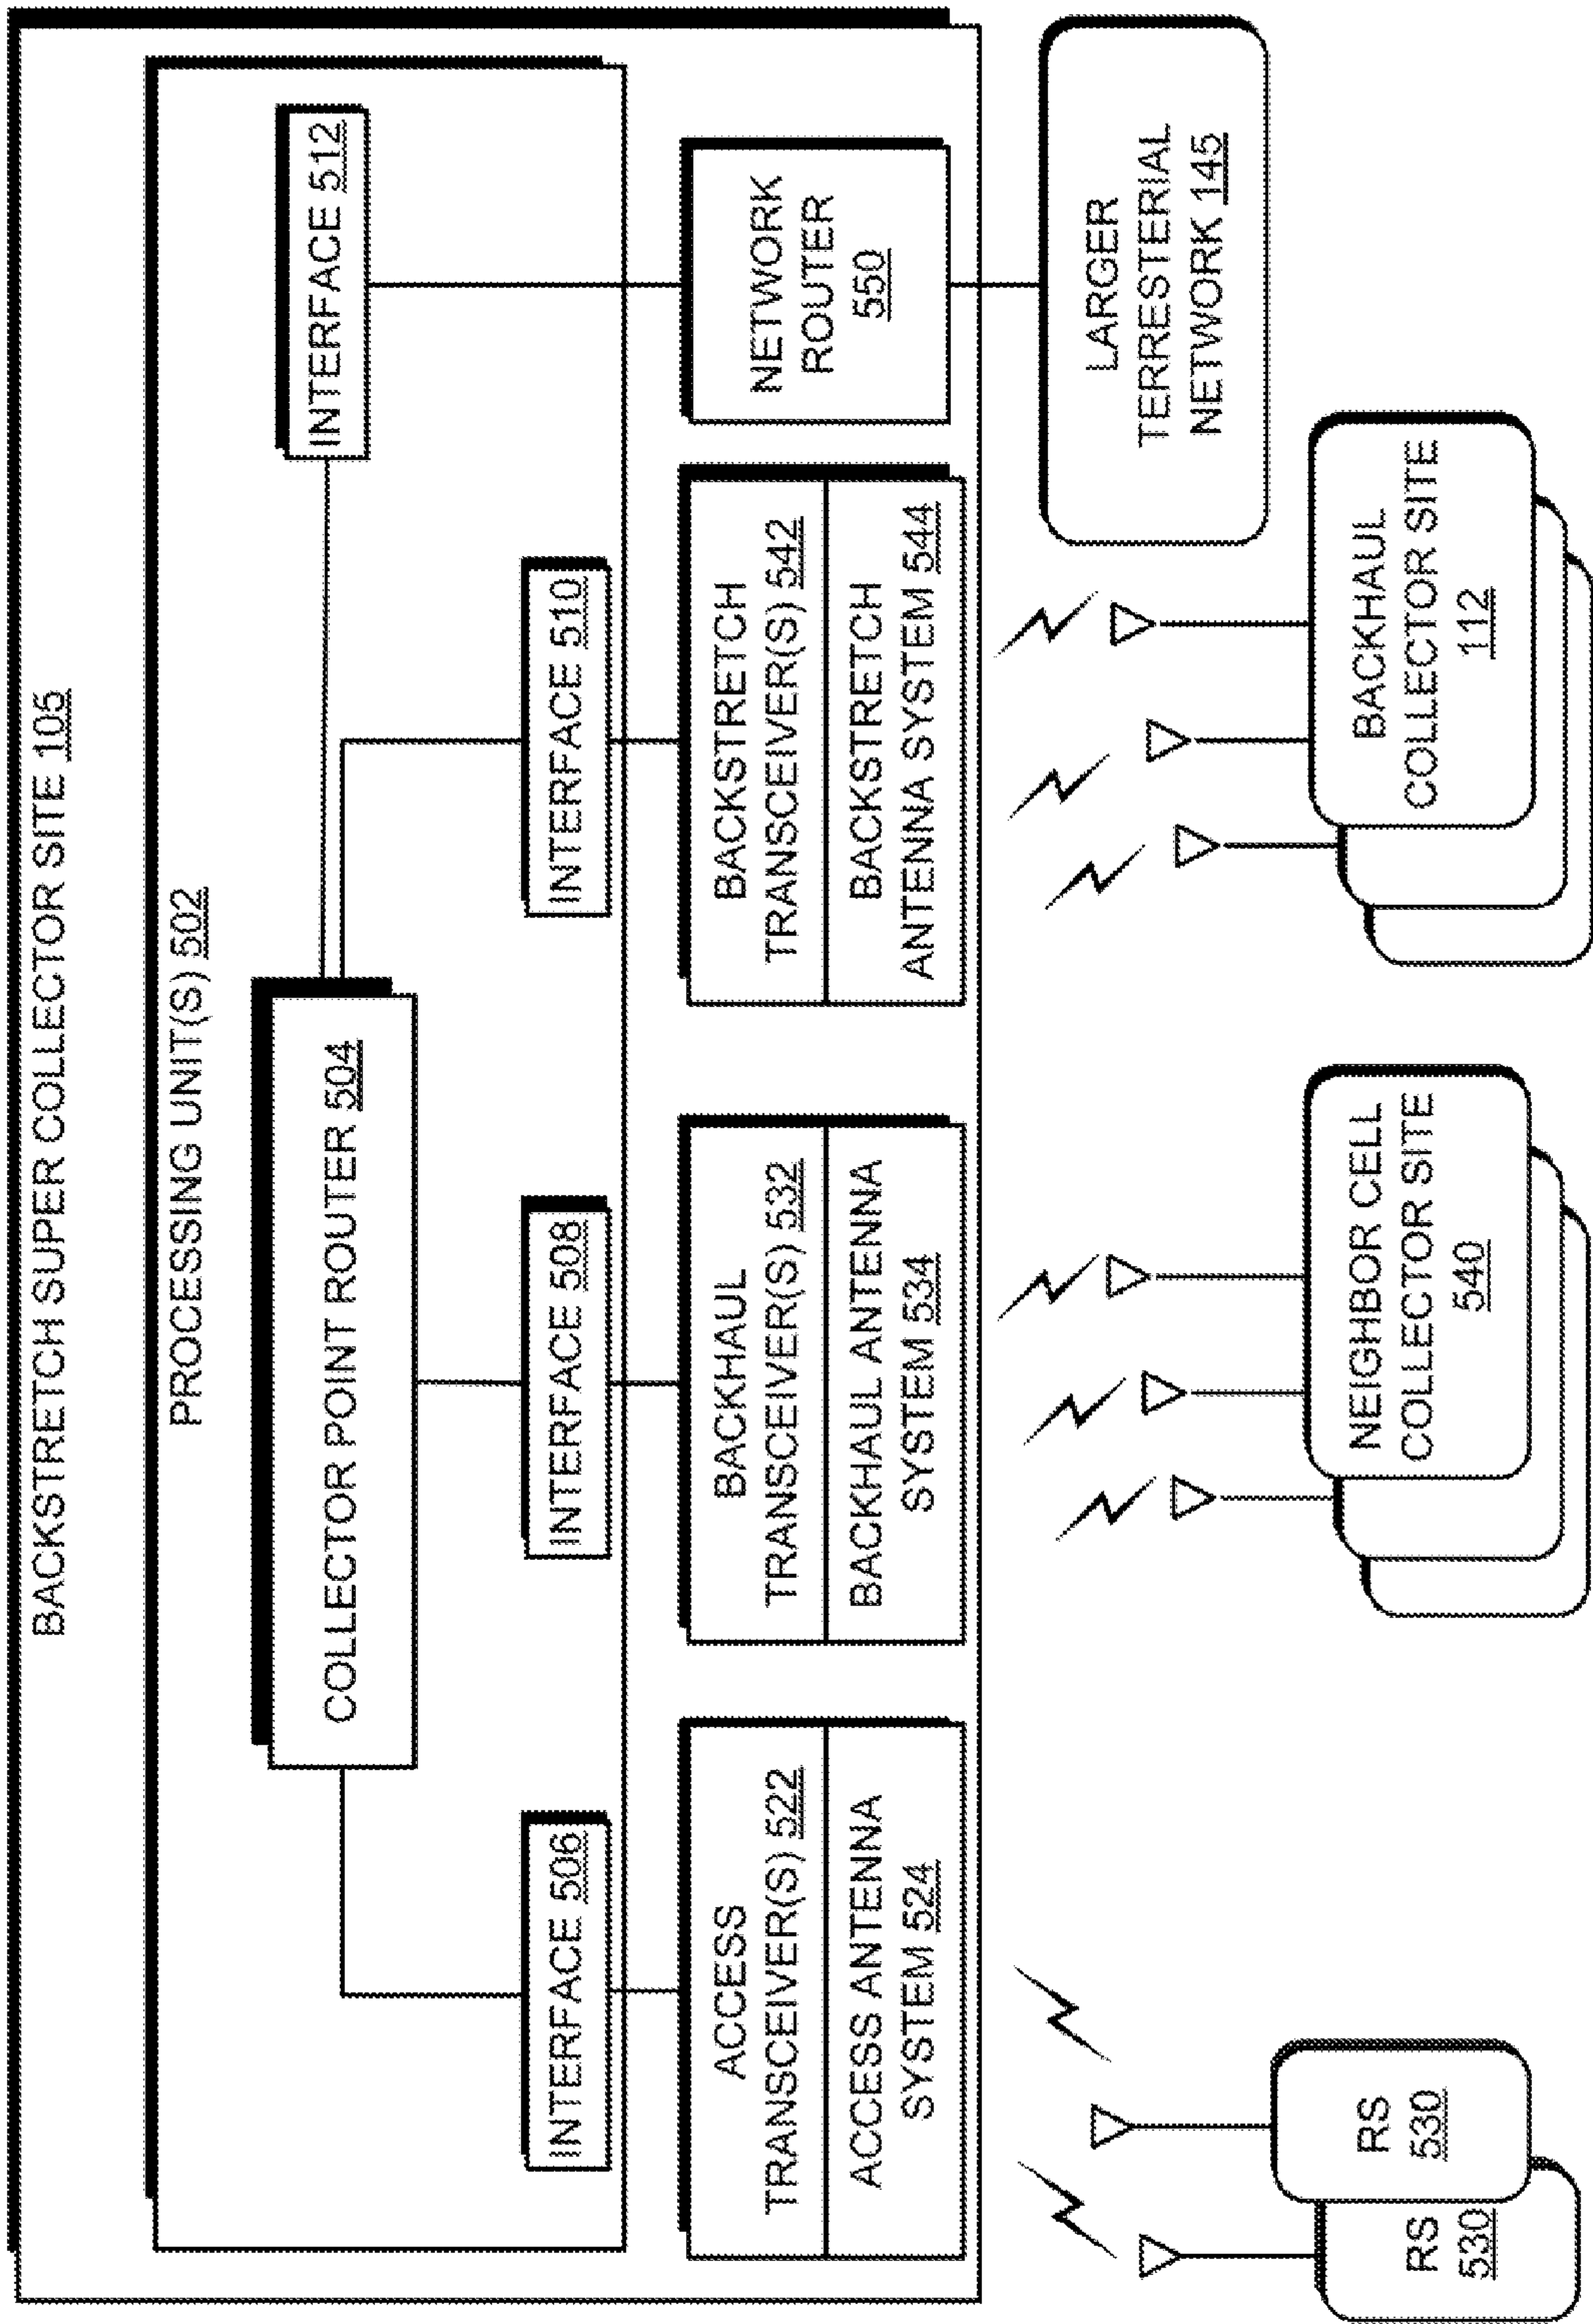 BACKSTRETCH SUPER COLLECTOR SITE 105
PROCESSING UNIT(S) 502
COLLECTOR POINT ROUTER 504
INTERFACE 506
INTERFACE 508
INTERFACE 510
INTERFACE 512
ACCESS
TRANSCEIVER(S) 522
ACCESS ANTENNA
SYSTEM 524
BACKHAUL
TRANSCEIVER(S) 532
BACKHAUL ANTENNA
SYSTEM 534
BACKSTRETCH
TRANSCEIVER(S) 542
BACKSTRETCH
ANTENNA SYSTEM 544
NETWORK
ROUTER
550
LARGER
TERRESTERIAL
NETWORK 145
RS
530
RS
530
NEIGHBOR CELL
COLLECTOR SITE
540
BACKHAUL
COLLECTOR SITE
112